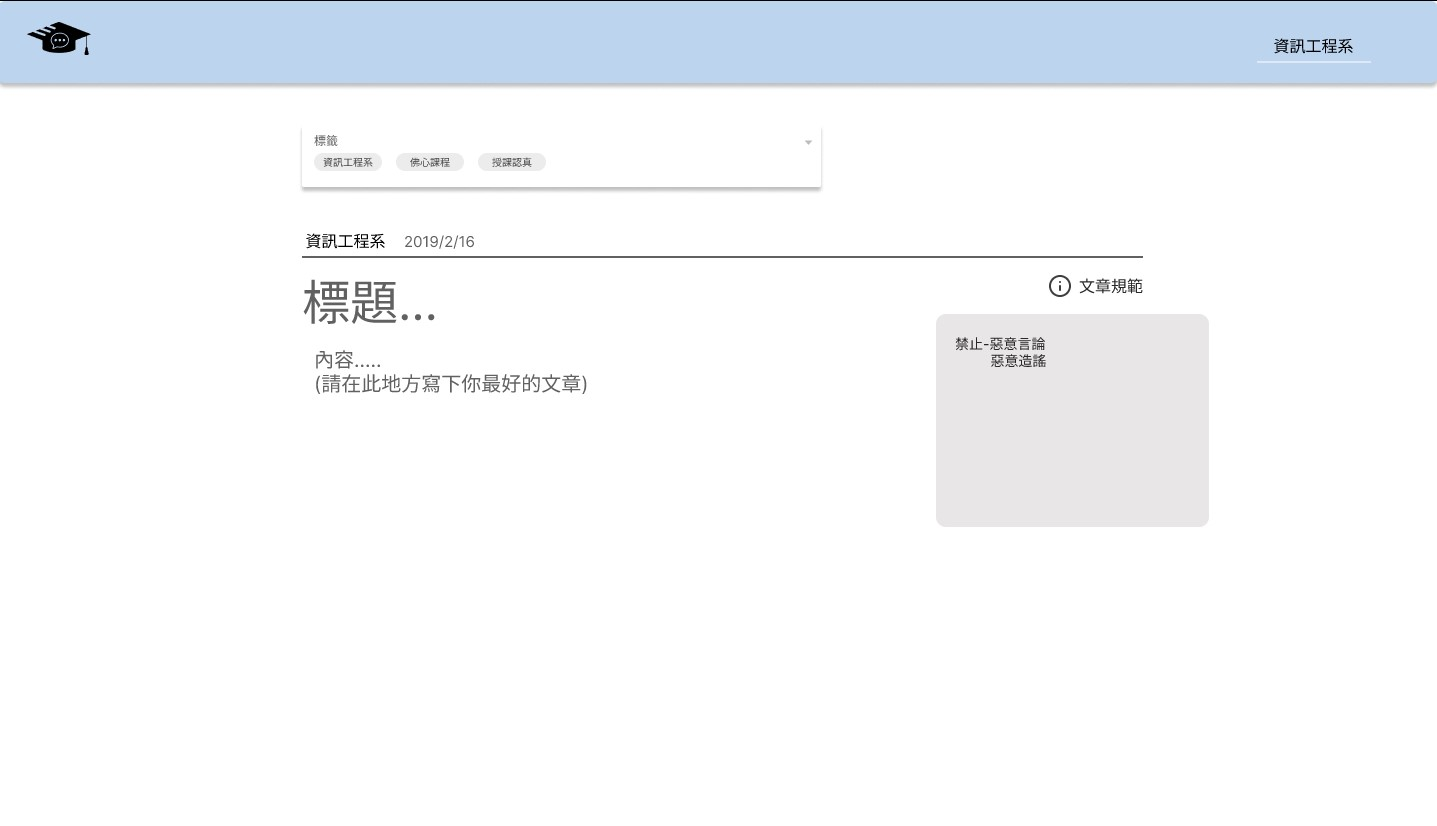 資訊工程系
標籤
資訊工程系 佛心課程 授課認真
資訊工程系 2019/2/16
標題...
文章規範
內容.....
(請在此地方寫下你最好的文章)
禁止-惡意言論
惡意造謠